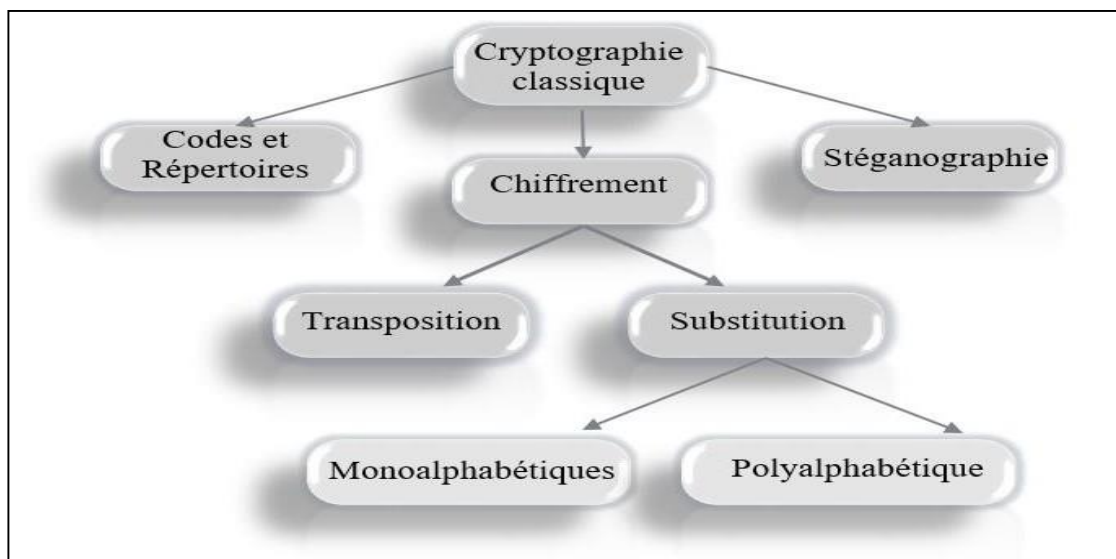 Cryptographie
classique
Codes et
Répertoires
Chiffrement
Stéganographie
Transposition
Substitution
Monoalphabétiques
Polyalphabétique